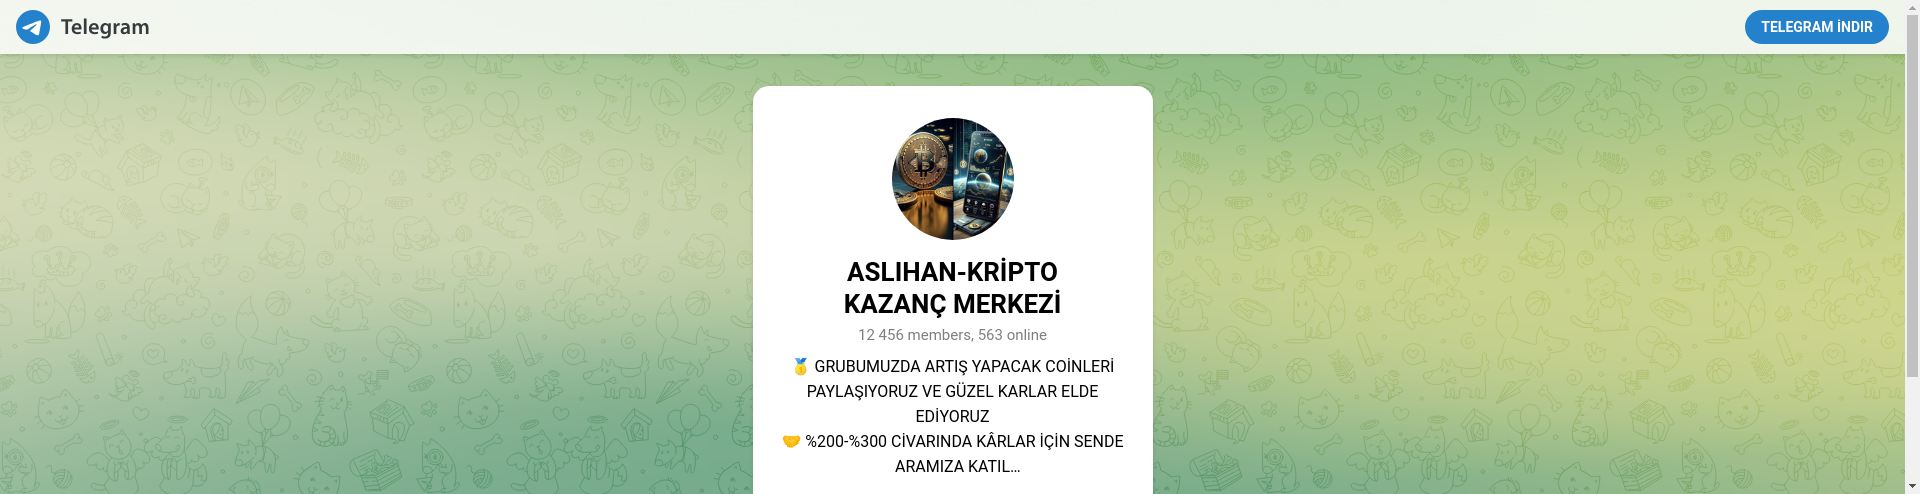 Telegram
TELEGRAM İNDIR
ASLIHAN-KRİPTO
KAZANÇ MERKEZİ
12 456 members, 563 online
🥇 GRUBUMUZDA ARTIŞ YAPACAK COİNLERİ
PAYLAŞIYORUZ VE GÜZEL KARLAR ELDE
EDİYORUZ
🤝 %200-%300 CİVARINDA KÂRLAR İÇİN SENDE
ARAMIZA KATIL…